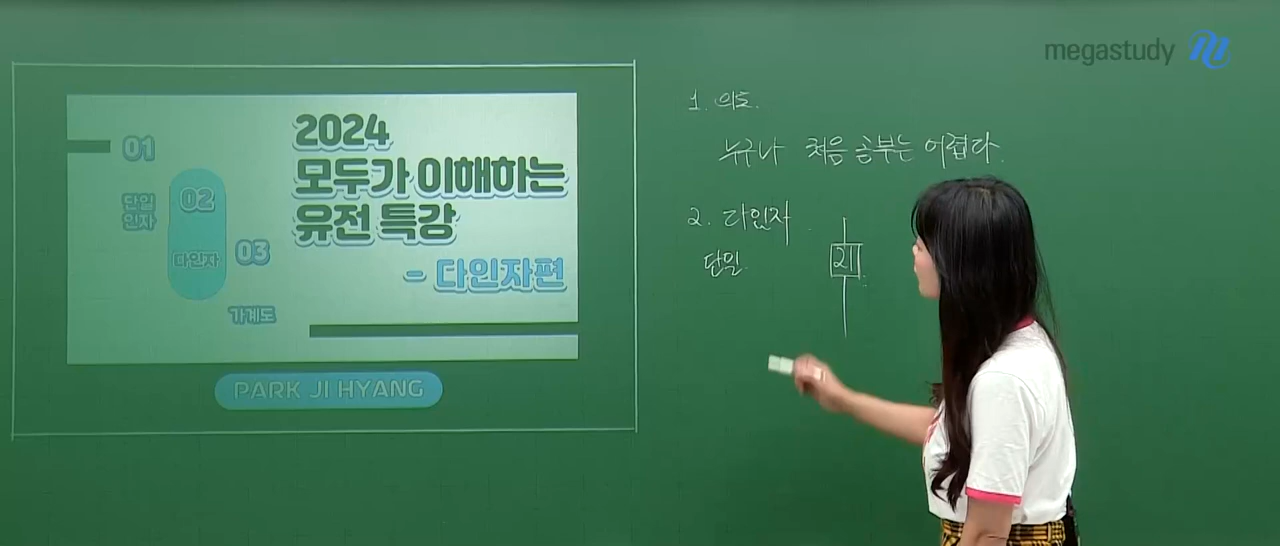 megastudy
01
단일
인자
02
다인자
03
가계도
2024
모두가 이해하는
유전 특강
- 다인자편
PARK JI HYANG
1. 의도.
누구나 처음 공부는 어렵다.
2. 다인자
단일.